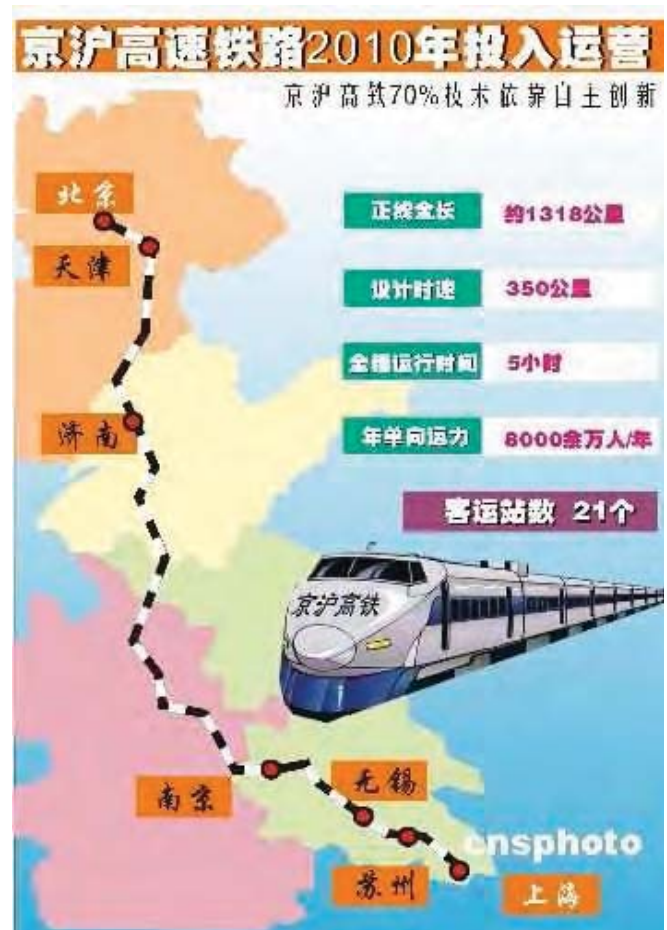 京沪高速铁路2010年投入运营
京沪高铁70%技术依靠自主创新
北京
天津
正线全长 约1318公里
设计时速 350公里
全程运行时间 5小时
济南
年单向运力 8000余万人/年
客运站数 21个
京沪高铁
无锡
南京
cnsphoto
苏州
上海